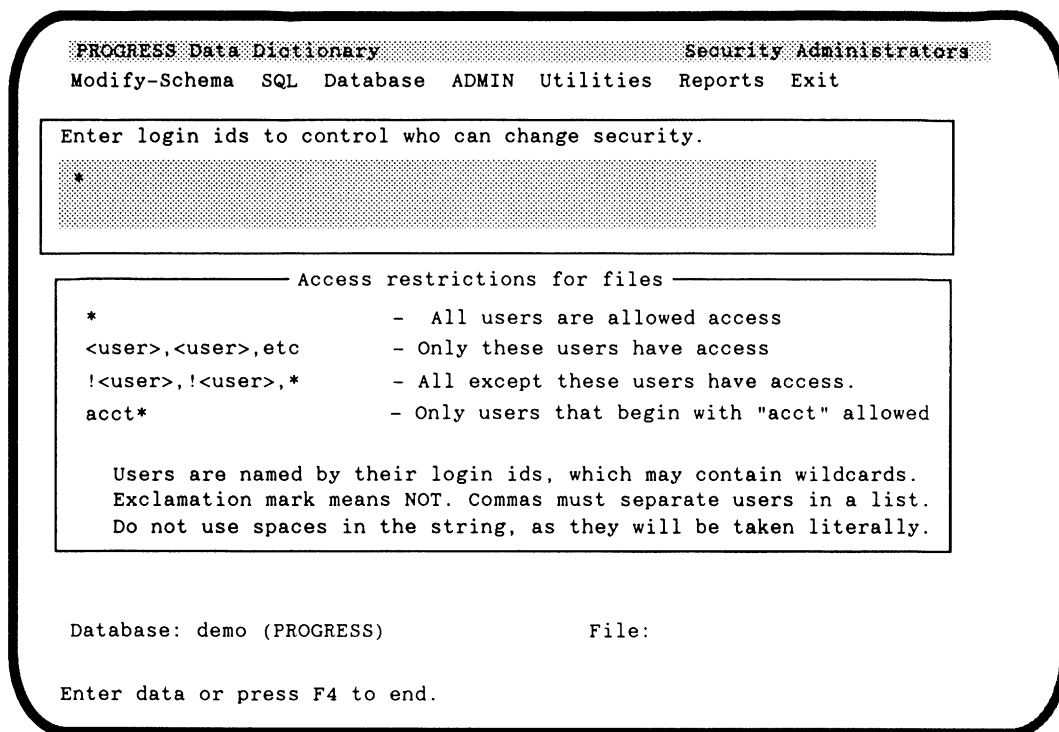 PROGRESS Data Dictionary Security Administrators
Modify-Schema SQL Database ADMIN Utilities Reports Exit
Enter login ids to control who can change security.
*
Access restrictions for files
* - All users are allowed access
<user>,<user>,etc - Only these users have access
!<user>,!<user>,* - All except these users have access.
acct* - Only users that begin with "acct" allowed
Users are named by their login ids, which may contain wildcards.
Exclamation mark means NOT. Commas must separate users in a list.
Do not use spaces in the string, as they will be taken literally.
Database: demo (PROGRESS) File:
Enter data or press F4 to end.